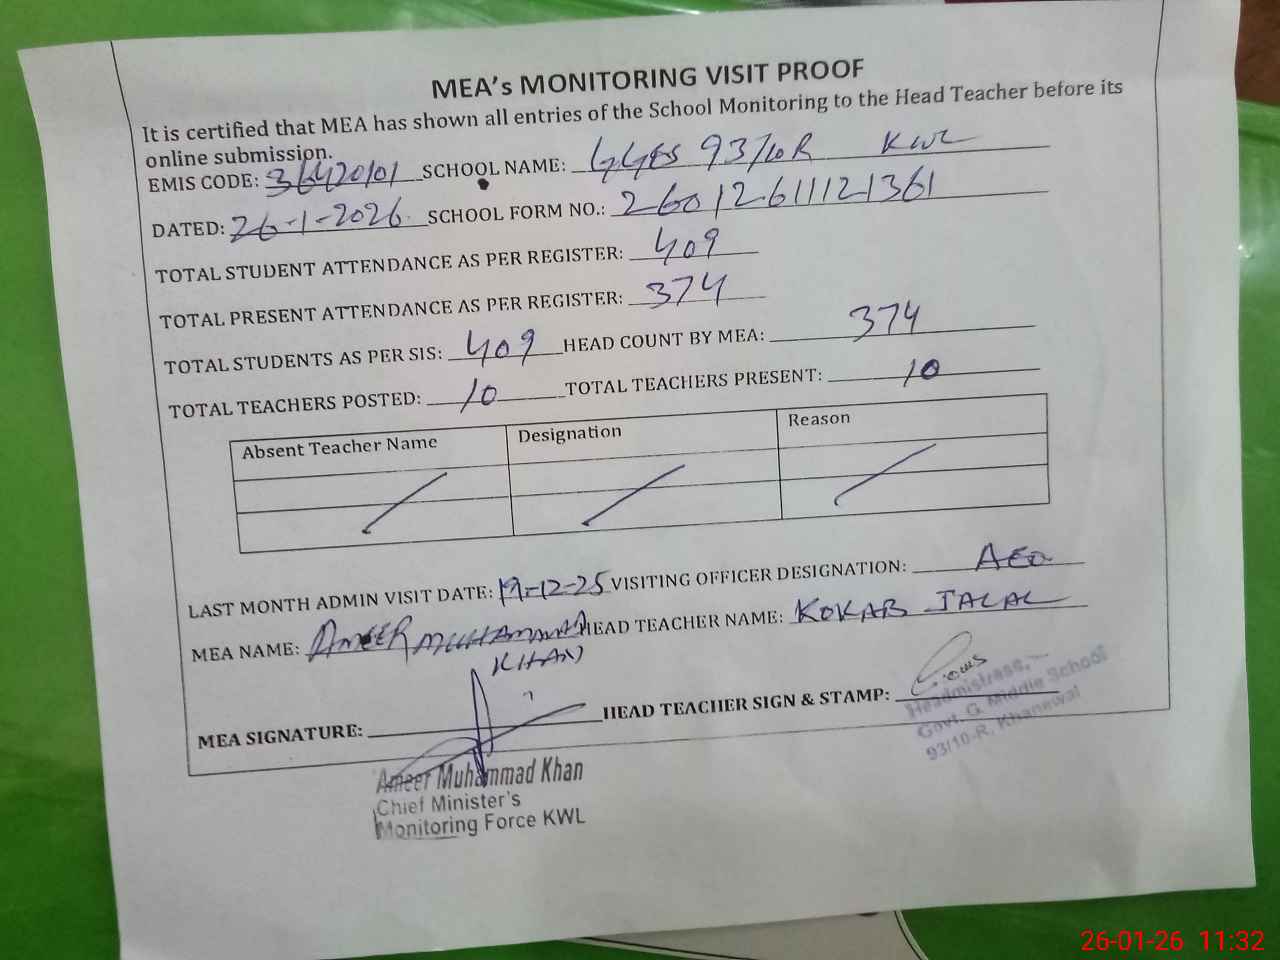 MEA's MONITORING VISIT PROOF
It is certified that MEA has shown all entries of the School Monitoring to the Head Teacher before its
online submission.
EMIS CODE: 36420101 SCHOOL NAME: GGES 93/10R KWL
DATED: 26-1-2026 SCHOOL FORM NO.: 260126111121361
TOTAL STUDENT ATTENDANCE AS PER REGISTER: 409
TOTAL PRESENT ATTENDANCE AS PER REGISTER: 374
TOTAL STUDENTS AS PER SIS: 409 HEAD COUNT BY MEA: 374
TOTAL TEACHERS POSTED: 10 TOTAL TEACHERS PRESENT: 10
Absent Teacher Name Designation Reason
LAST MONTH ADMIN VISIT DATE: 19-12-25 VISITING OFFICER DESIGNATION: AEO
MEA NAME: AMEER MUHAMMAD HEAD TEACHER NAME: KOKAB JALAL
KHAN
MEA SIGNATURE: HEAD TEACHER SIGN & STAMP:
Headmistress,
Govt. G. Middle School
93/10-R, Khanewal
Ameer Muhammad Khan
Chief Minister's
Monitoring Force KWL
26-01-26 11:32